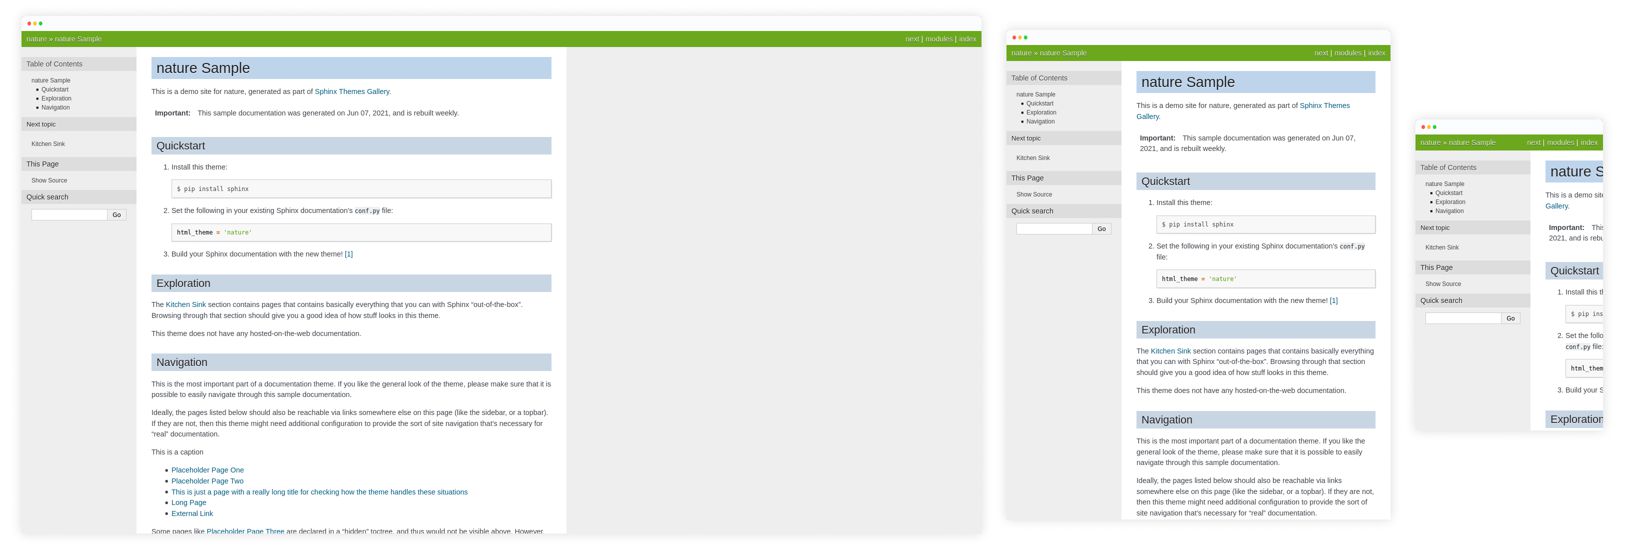 nature » nature Sample
next | modules | index
Table of Contents
nature Sample
Quickstart
Exploration
Navigation
Next topic
Kitchen Sink
This Page
Show Source
Quick search
Go
nature Sample
This is a demo site for nature, generated as part of Sphinx Themes Gallery.
Important: This sample documentation was generated on Jun 07, 2021, and is rebuilt weekly.
Quickstart
1. Install this theme:
$ pip install sphinx
2. Set the following in your existing Sphinx documentation's conf.py file:
html_theme = 'nature'
3. Build your Sphinx documentation with the new theme! [1]
Exploration
The Kitchen Sink section contains pages that contains basically everything that you can with Sphinx “out-of-the-box”.
Browsing through that section should give you a good idea of how stuff looks in this theme.
This theme does not have any hosted-on-the-web documentation.
Navigation
This is the most important part of a documentation theme. If you like the general look of the theme, please make sure that it is
possible to easily navigate through this sample documentation.
Ideally, the pages listed below should also be reachable via links somewhere else on this page (like the sidebar, or a topbar).
If they are not, then this theme might need additional configuration to provide the sort of site navigation that's necessary for
“real” documentation.
This is a caption
Placeholder Page One
Placeholder Page Two
This is just a page with a really long title for checking how the theme handles these situations
Long Page
External Link
Some pages like Placeholder Page Three are declared in a “hidden” toctree, and thus would not be visible above. However,
nature » nature Sample
next | modules | index
Table of Contents
nature Sample
Quickstart
Exploration
Navigation
Next topic
Kitchen Sink
This Page
Show Source
Quick search
Go
nature Sample
This is a demo site for nature, generated as part of Sphinx Themes
Gallery.
Important: This sample documentation was generated on Jun 07,
2021, and is rebuilt weekly.
Quickstart
1. Install this theme:
$ pip install sphinx
2. Set the following in your existing Sphinx documentation's conf.py
file:
html_theme = 'nature'
3. Build your Sphinx documentation with the new theme! [1]
Exploration
The Kitchen Sink section contains pages that contains basically everything
that you can with Sphinx “out-of-the-box”. Browsing through that section
should give you a good idea of how stuff looks in this theme.
This theme does not have any hosted-on-the-web documentation.
Navigation
This is the most important part of a documentation theme. If you like the
general look of the theme, please make sure that it is possible to easily
navigate through this sample documentation.
Ideally, the pages listed below should also be reachable via links
somewhere else on this page (like the sidebar, or a topbar). If they are not,
then this theme might need additional configuration to provide the sort of
site navigation that's necessary for “real” documentation.
nature » nature Sample
next | modules | index
Table of Contents
nature Sample
Quickstart
Exploration
Navigation
Next topic
Kitchen Sink
This Page
Show Source
Quick search
Go
nature S
This is a demo site
Gallery.
Important: This
2021, and is rebu
Quickstart
1. Install this th
$ pip ins
2. Set the follo
conf.py file:
html_them
3. Build your S
Exploration